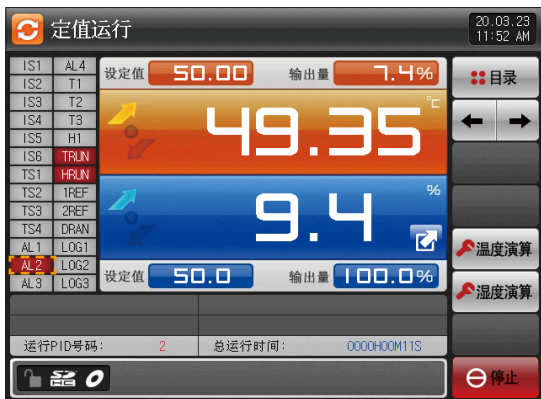 定值运行
20.03.23
11:52 AM
IS1 AL4
IS2 T1
IS3 T2
IS4 T3
IS5 H1
IS6 TRUN
TS1 HRUN
TS2 1REF
TS3 2REF
TS4 DRAN
AL1 LOG1
AL2 LOG2
AL3 LOG3
设定值 50.00 输出量 7.4%
49.35 ℃
9.4 %
设定值 50.0 输出量 100.0%
运行PID号码: 2 总运行时间: 0000H00M11S
SD HC
目录
温度演算
湿度演算
停止